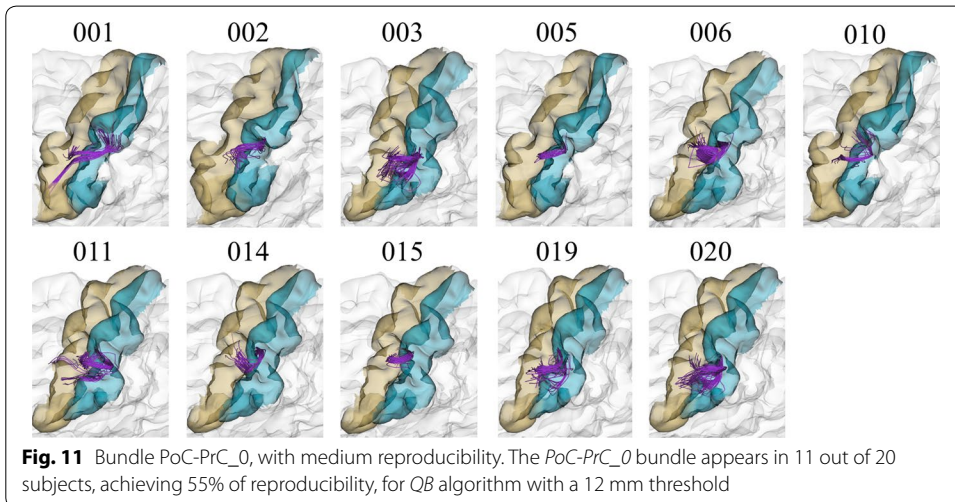 001 002 003 005 006 010
011 014 015 019 020
Fig. 11 Bundle PoC-PrC_0, with medium reproducibility. The PoC-PrC_0 bundle appears in 11 out of 20
subjects, achieving 55% of reproducibility, for QB algorithm with a 12 mm threshold